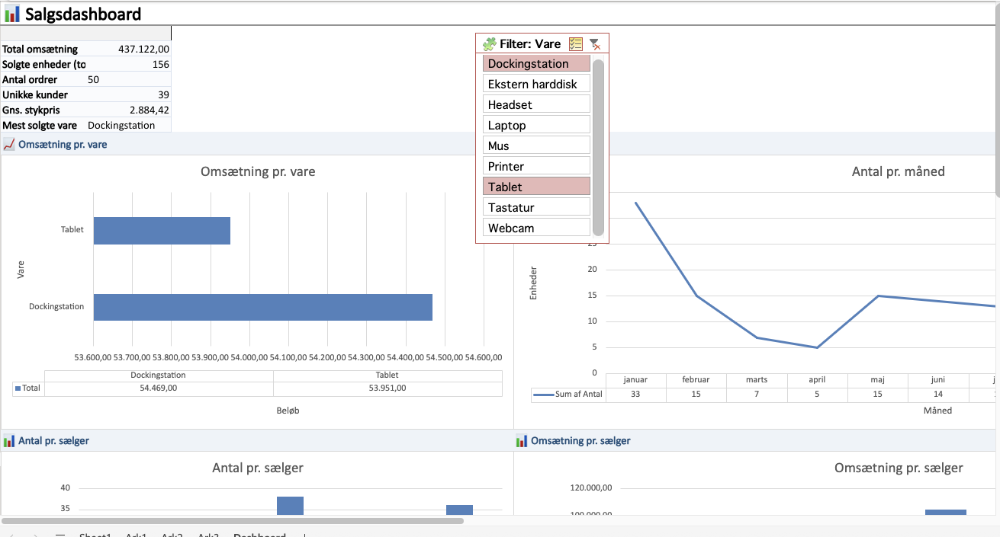 Salgsdashboard
Total omsætning 437.122,00
Solgte enheder (to 156
Antal ordrer 50
Unikke kunder 39
Gns. stykpris 2.884,42
Mest solgte vare Dockingstation
Filter: Vare
Dockingstation
Ekstern harddisk
Headset
Laptop
Mus
Printer
Tablet
Tastatur
Webcam
Omsætning pr. vare
Omsætning pr. vare
Tablet
Vare
Dockingstation
53.600,00 53.700,00 53.800,00 53.900,00 54.000,00 54.100,00 54.200,00 54.300,00 54.400,00 54.500,00 54.600,00
Dockingstation Tablet
Total 54.469,00 53.951,00
Beløb
Antal pr. måned
25
20
15
10
5
0
Enheder
januar februar marts april maj juni
Sum af Antal 33 15 7 5 15 14
Måned
Antal pr. sælger
Antal pr. sælger
40
35
Omsætning pr. sælger
Omsætning pr. sælger
120.000,00
100.000,00
Sheet1 Ark1 Ark2 Ark3 Dashboard +